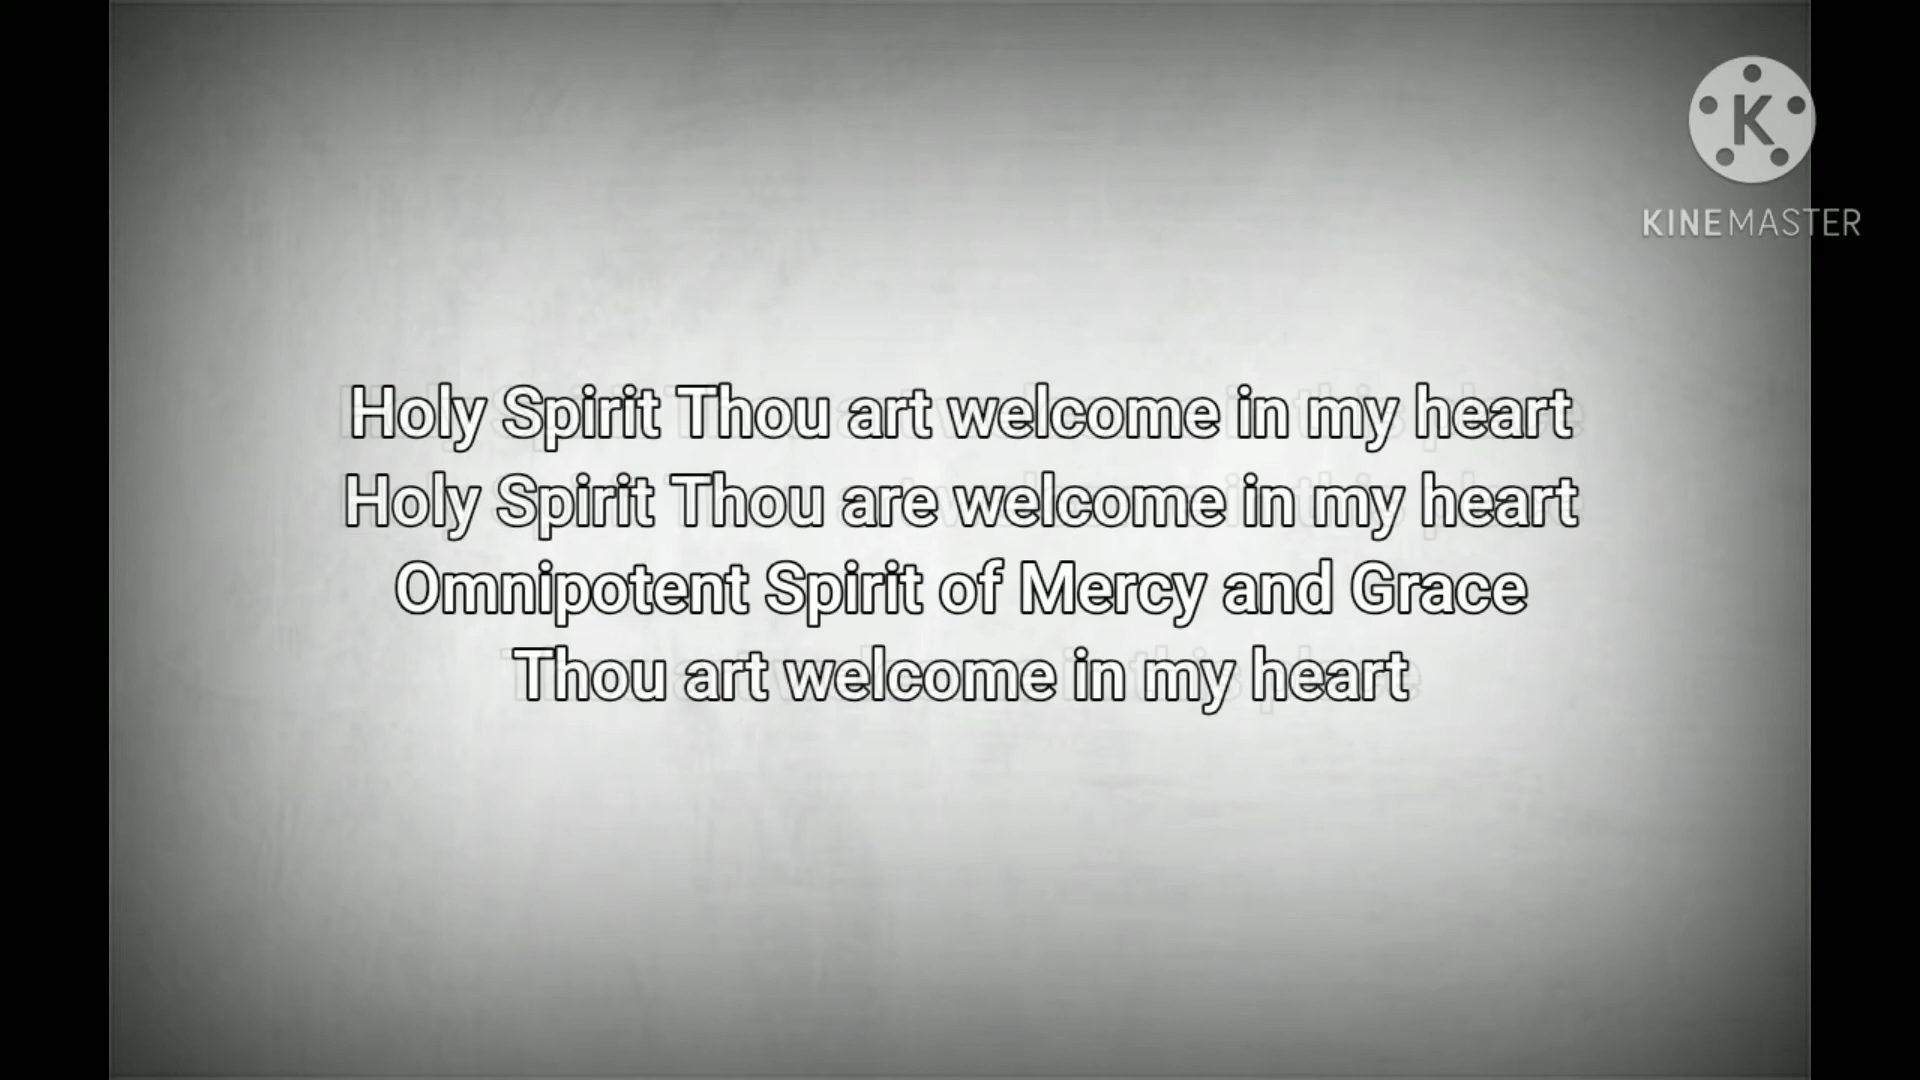 Holy Spirit Thou art welcome in my heart
Holy Spirit Thou are welcome in my heart
Omnipotent Spirit of Mercy and Grace
Thou art welcome in my heart
K
KINEMASTER